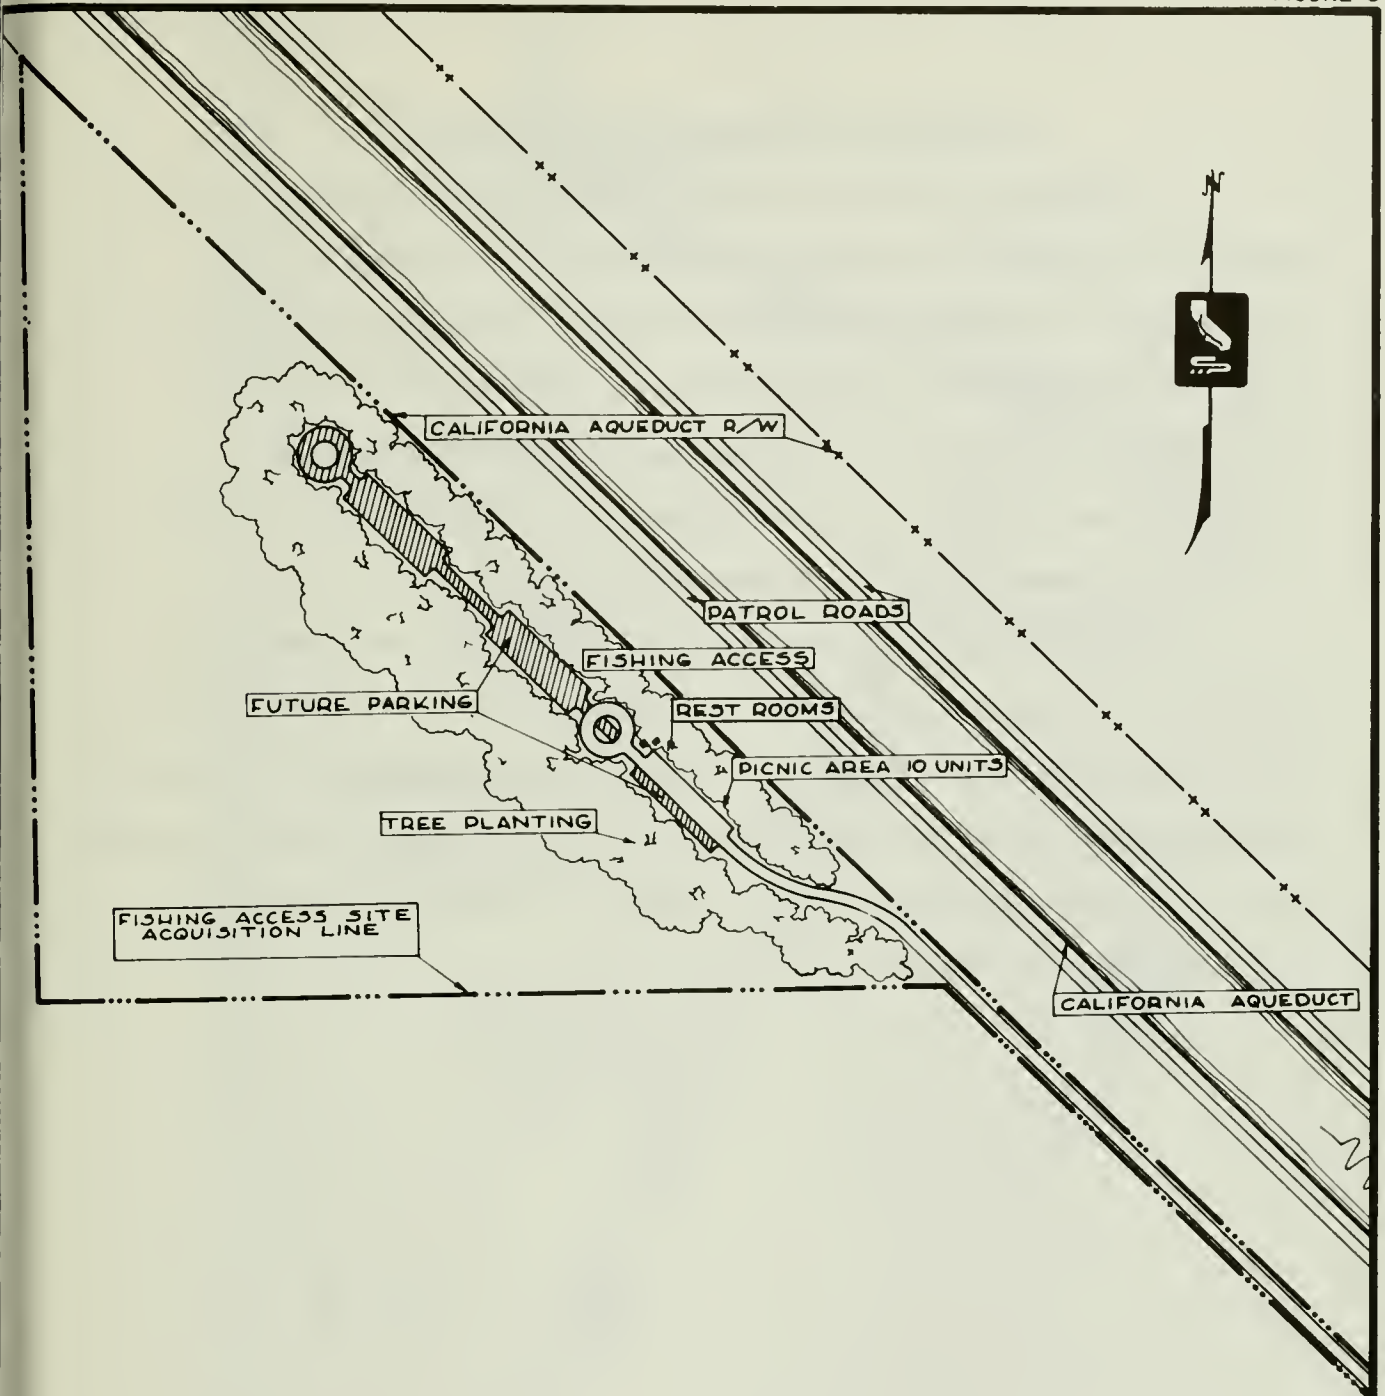 N
CALIFORNIA AQUEDUCT R/W
PATROL ROADS
FISHING ACCESS
FUTURE PARKING
REST ROOMS
PICNIC AREA 10 UNITS
TREE PLANTING
FISHING ACCESS SITE
ACQUISITION LINE
CALIFORNIA AQUEDUCT